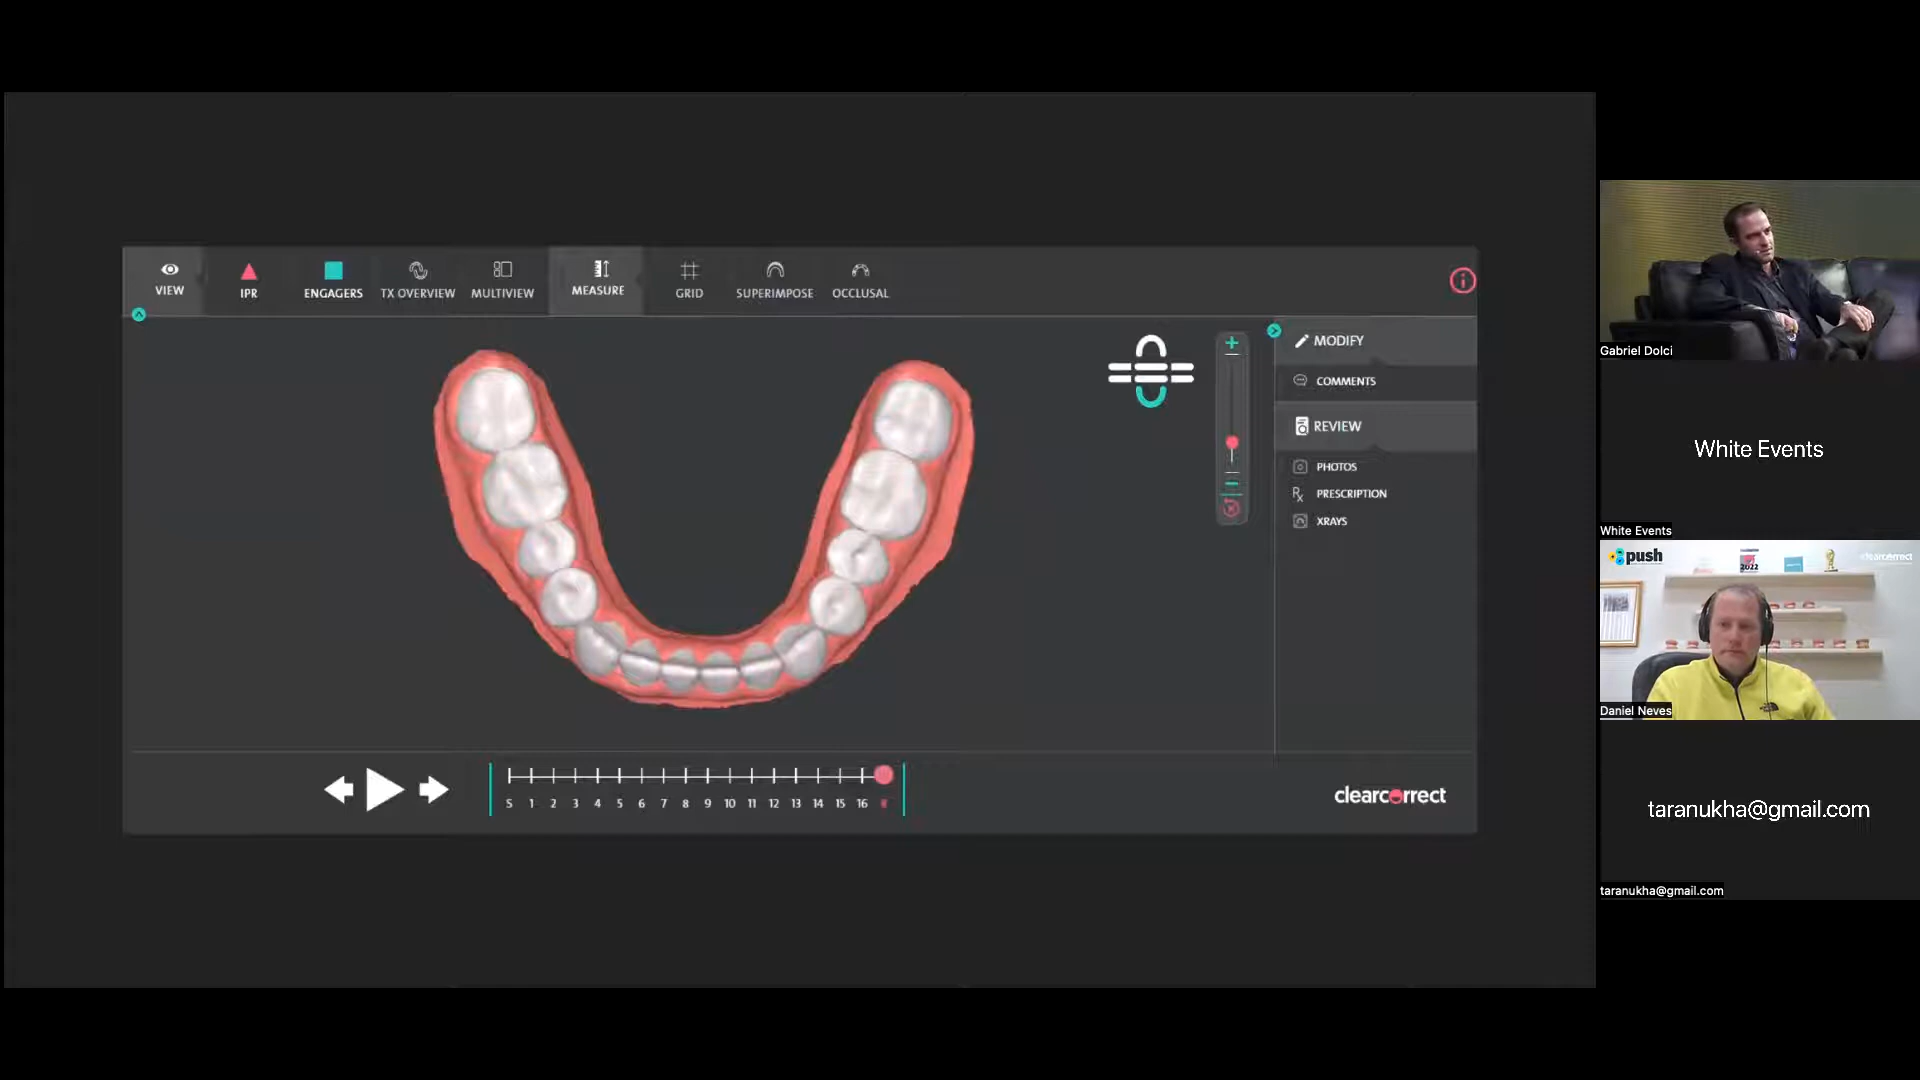 VIEW
IPR
ENGAGERS
TX OVERVIEW
MULTIVIEW
MEASURE
GRID
SUPERIMPOSE
OCCLUSAL
MODIFY
COMMENTS
REVIEW
PHOTOS
PRESCRIPTION
XRAYS
S 1 2 3 4 5 6 7 8 9 10 11 12 13 14 15 16
clearcorrect
Gabriel Dolci
White Events
White Events
push
2022
clearcorrect
Daniel Neves
taranukha@gmail.com
taranukha@gmail.com